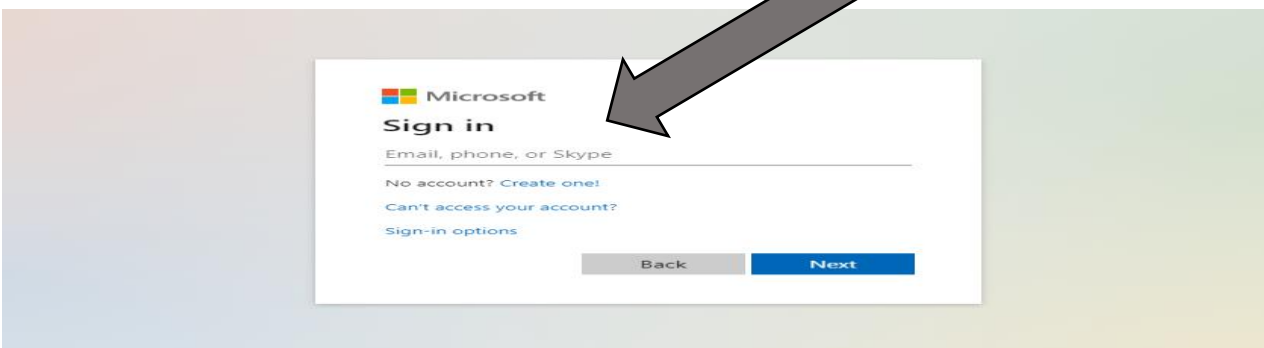 Microsoft
Sign in
Email, phone, or Skype
No account? Create one!
Can't access your account?
Sign-in options
Back Next